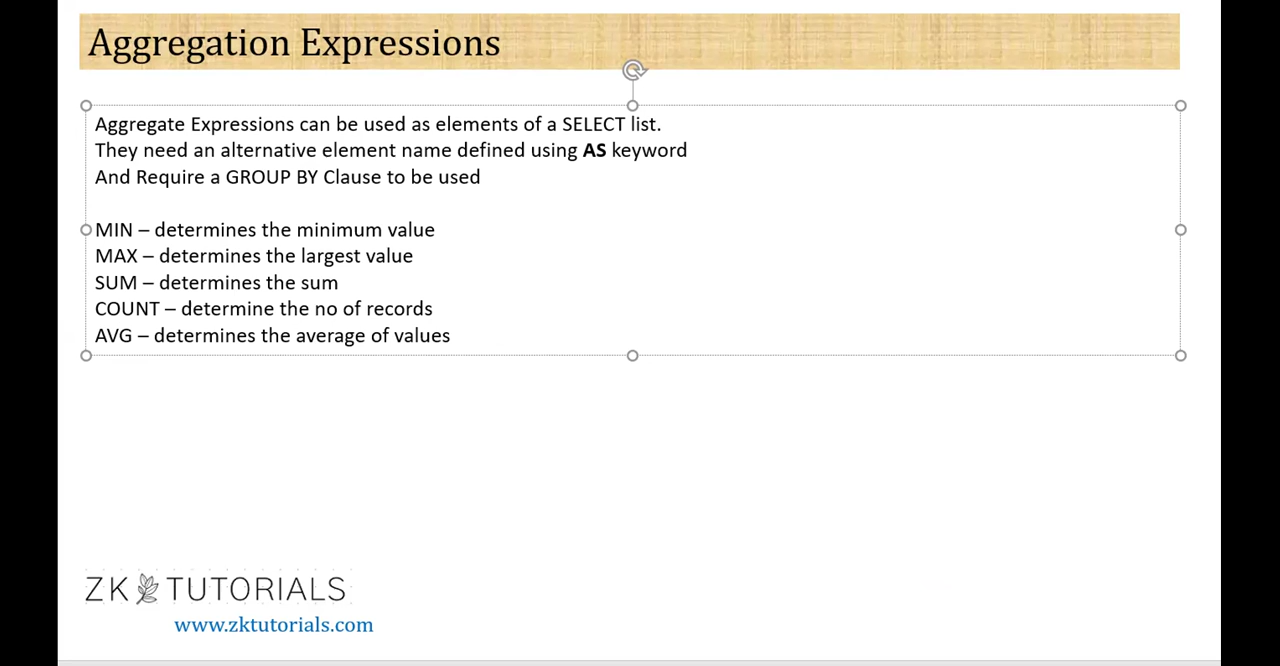 Aggregation Expressions
Aggregate Expressions can be used as elements of a SELECT list.
They need an alternative element name defined using AS keyword
And Require a GROUP BY Clause to be used
MIN – determines the minimum value
MAX – determines the largest value
SUM – determines the sum
COUNT – determine the no of records
AVG – determines the average of values
ZK TUTORIALS
www.zktutorials.com